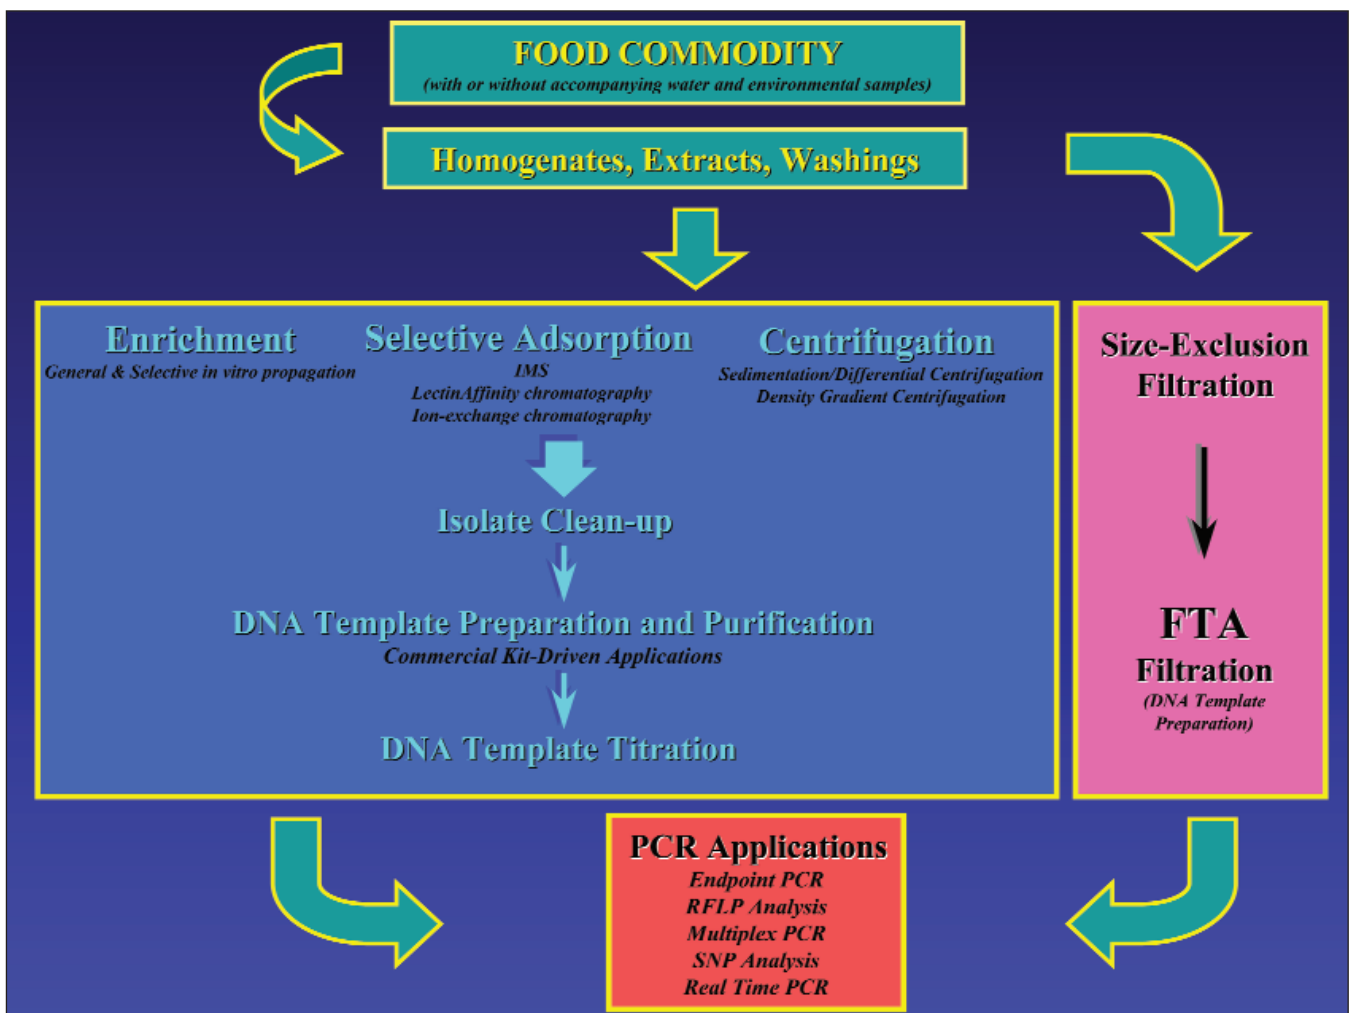 FOOD COMMODITY
(with or without accompanying water and environmental samples)
Homogenates, Extracts, Washings
Enrichment
General & Selective in vitro propagation
Selective Adsorption
IMS
LectinAffinity chromatography
Ion-exchange chromatography
Centrifugation
Sedimentation/Differential Centrifugation
Density Gradient Centrifugation
Isolate Clean-up
DNA Template Preparation and Purification
Commercial Kit-Driven Applications
DNA Template Titration
Size-Exclusion
Filtration
FTA
Filtration
(DNA Template
Preparation)
PCR Applications
Endpoint PCR
RFLP Analysis
Multiplex PCR
SNP Analysis
Real Time PCR